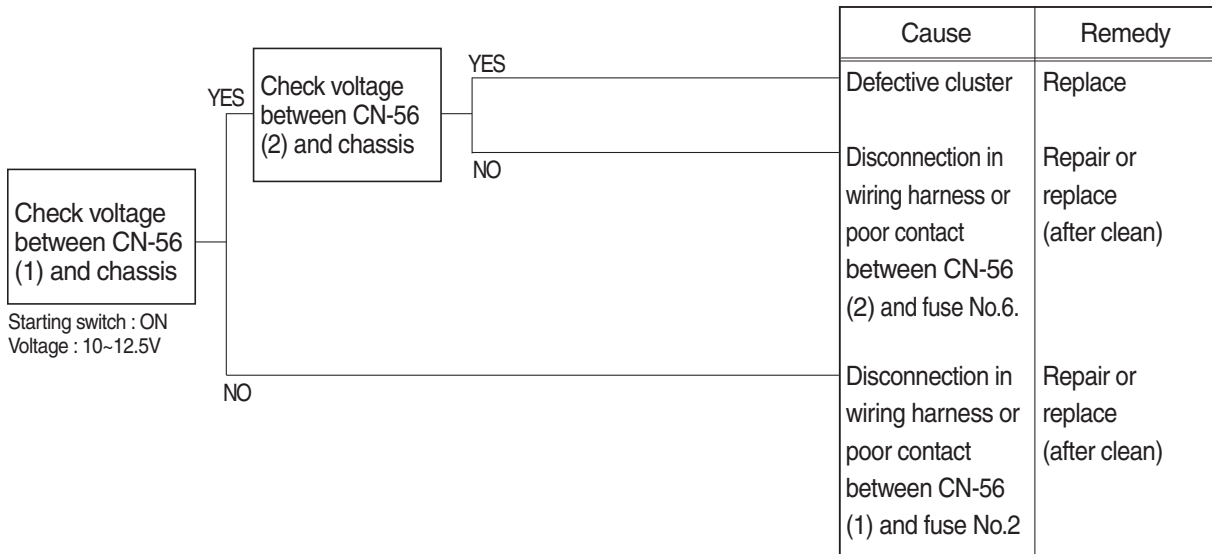 Check voltage
between CN-56
(1) and chassis
Starting switch : ON
Voltage : 10~12.5V
YES
NO
Check voltage
between CN-56
(2) and chassis
YES
NO
Cause
Remedy
Defective cluster
Replace
Disconnection in
wiring harness or
poor contact
between CN-56
(2) and fuse No.6.
Repair or
replace
(after clean)
Disconnection in
wiring harness or
poor contact
between CN-56
(1) and fuse No.2
Repair or
replace
(after clean)